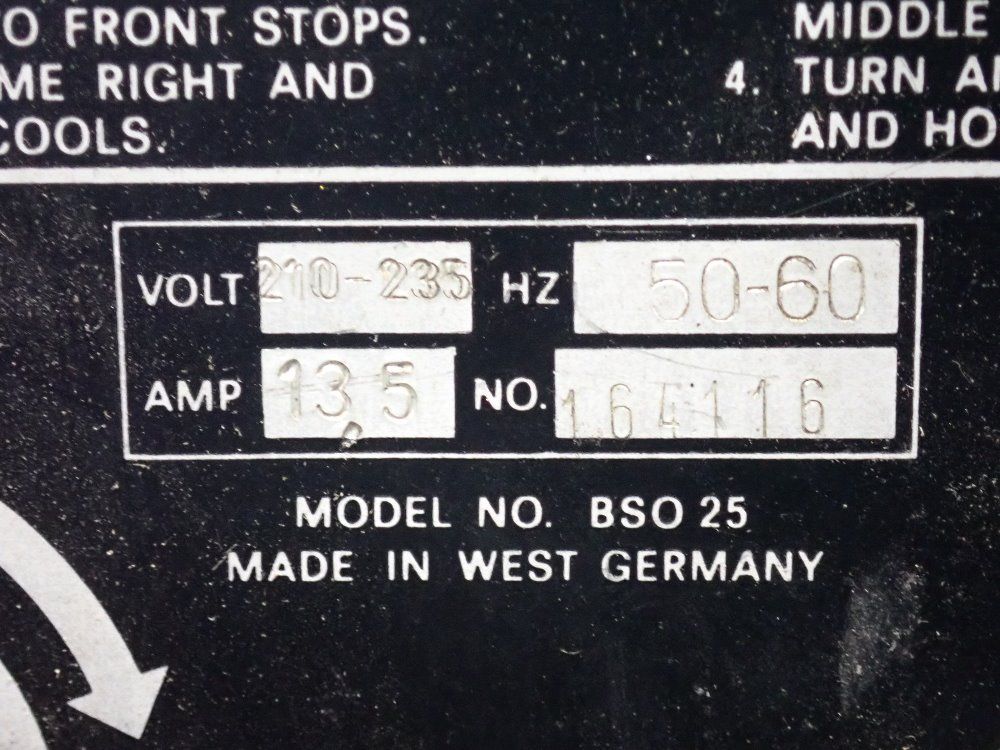 O FRONT STOPS.
ME RIGHT AND
COOLS.
MIDDLE
4. TURN A
AND HO
VOLT 210-235 HZ 50-60
AMP 13,5 NO. 164116
MODEL NO. BSO 25
MADE IN WEST GERMANY